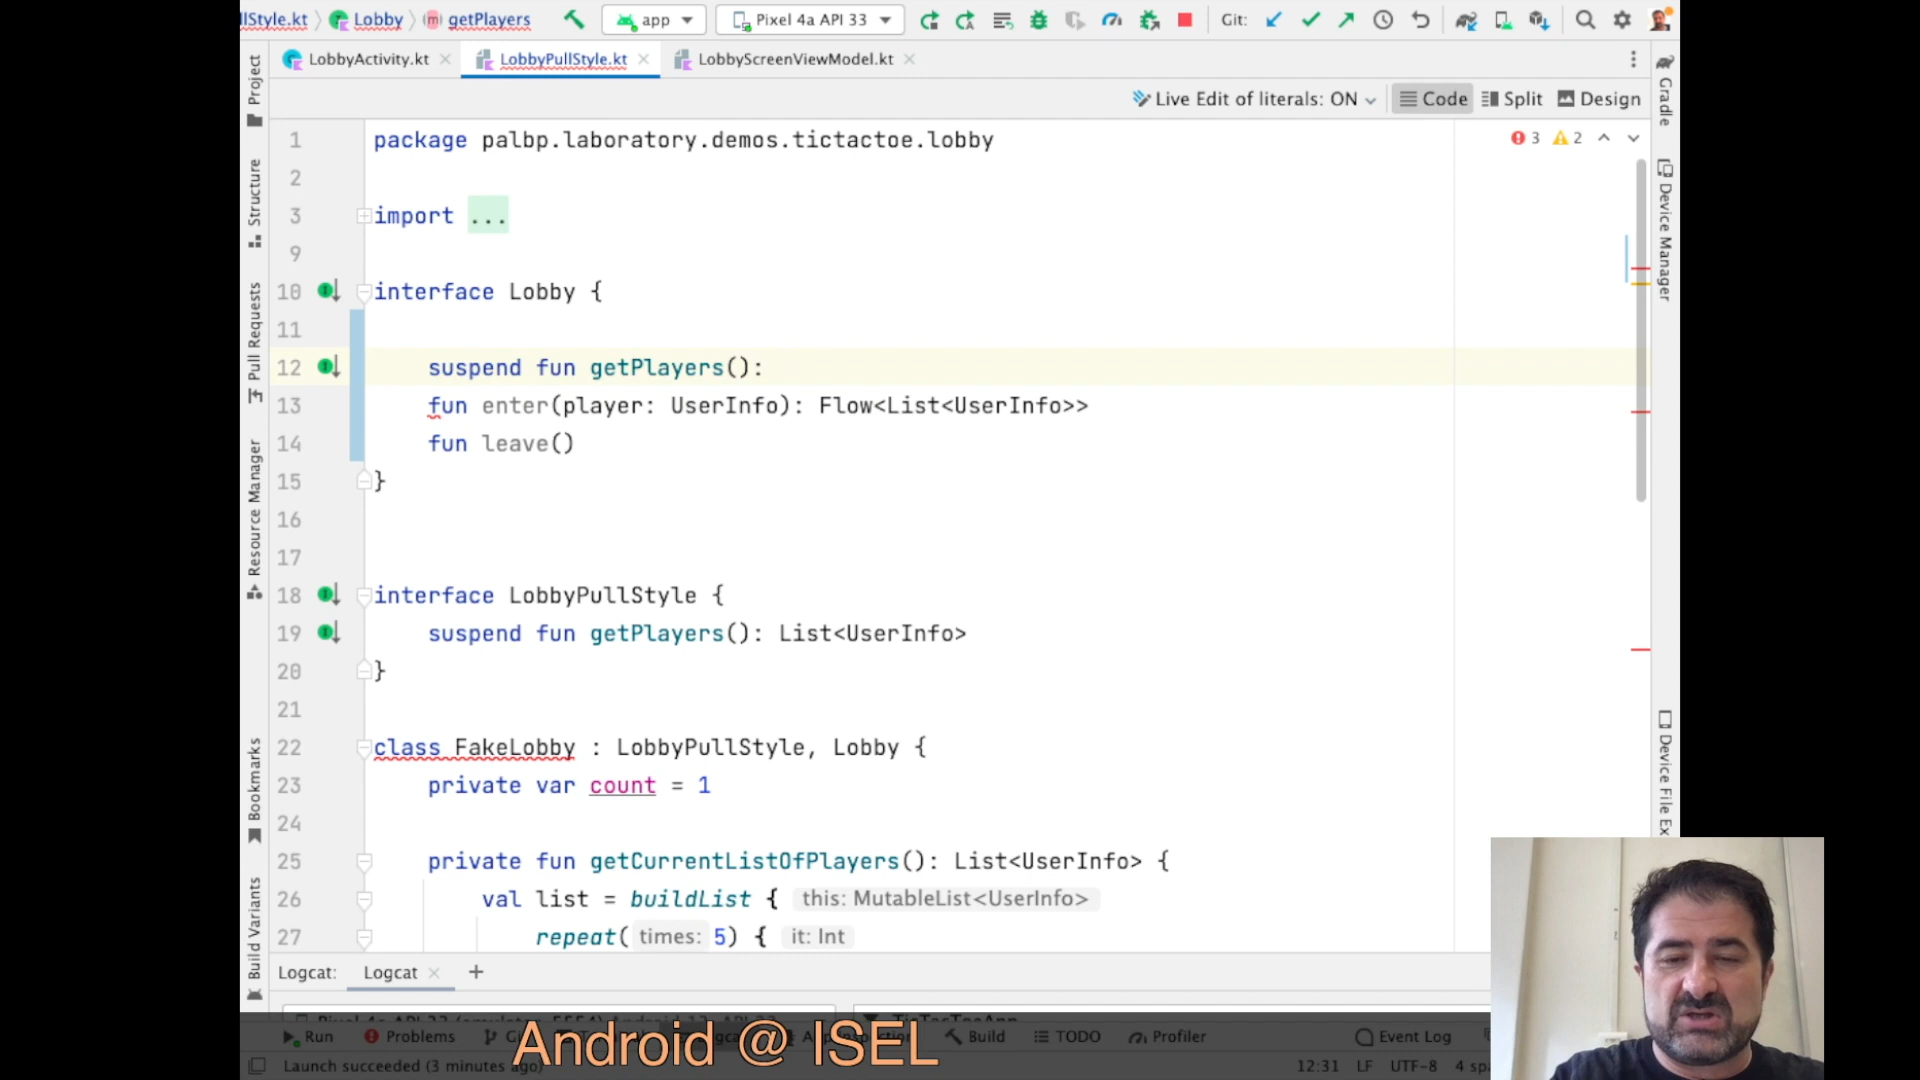 llStyle.kt Lobby getPlayers app Pixel 4a API 33 Git:
LobbyActivity.kt LobbyPullStyle.kt LobbyScreenViewModel.kt
Live Edit of literals: ON Code Split Design
3 2
1 package palbp.laboratory.demos.tictactoe.lobby
2
3 import ...
9
10 interface Lobby {
11
12 suspend fun getPlayers():
13 fun enter(player: UserInfo): Flow<List<UserInfo>>
14 fun leave()
15 }
16
17
18 interface LobbyPullStyle {
19 suspend fun getPlayers(): List<UserInfo>
20 }
21
22 class FakeLobby : LobbyPullStyle, Lobby {
23 private var count = 1
24
25 private fun getCurrentListOfPlayers(): List<UserInfo> {
26 val list = buildList { this: MutableList<UserInfo>
27 repeat( times: 5) { it: Int
Project
Structure
Pull Requests
Resource Manager
Bookmarks
Build Variants
Gradle
Device Manager
Device File Ex
Logcat: Logcat +
Run Problems Build TODO Profiler Event Log
Android @ ISEL
Launch succeeded (3 minutes ago) 12:31 LF UTF-8 4 spa